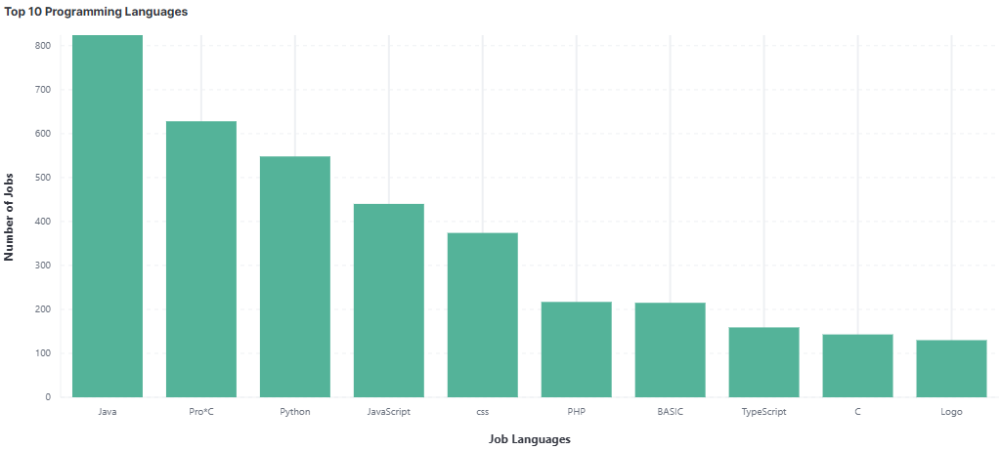 Top 10 Programming Languages
800
700
600
500
400
300
200
100
0
Number of Jobs
Java Pro*C Python JavaScript css PHP BASIC TypeScript C Logo
Job Languages